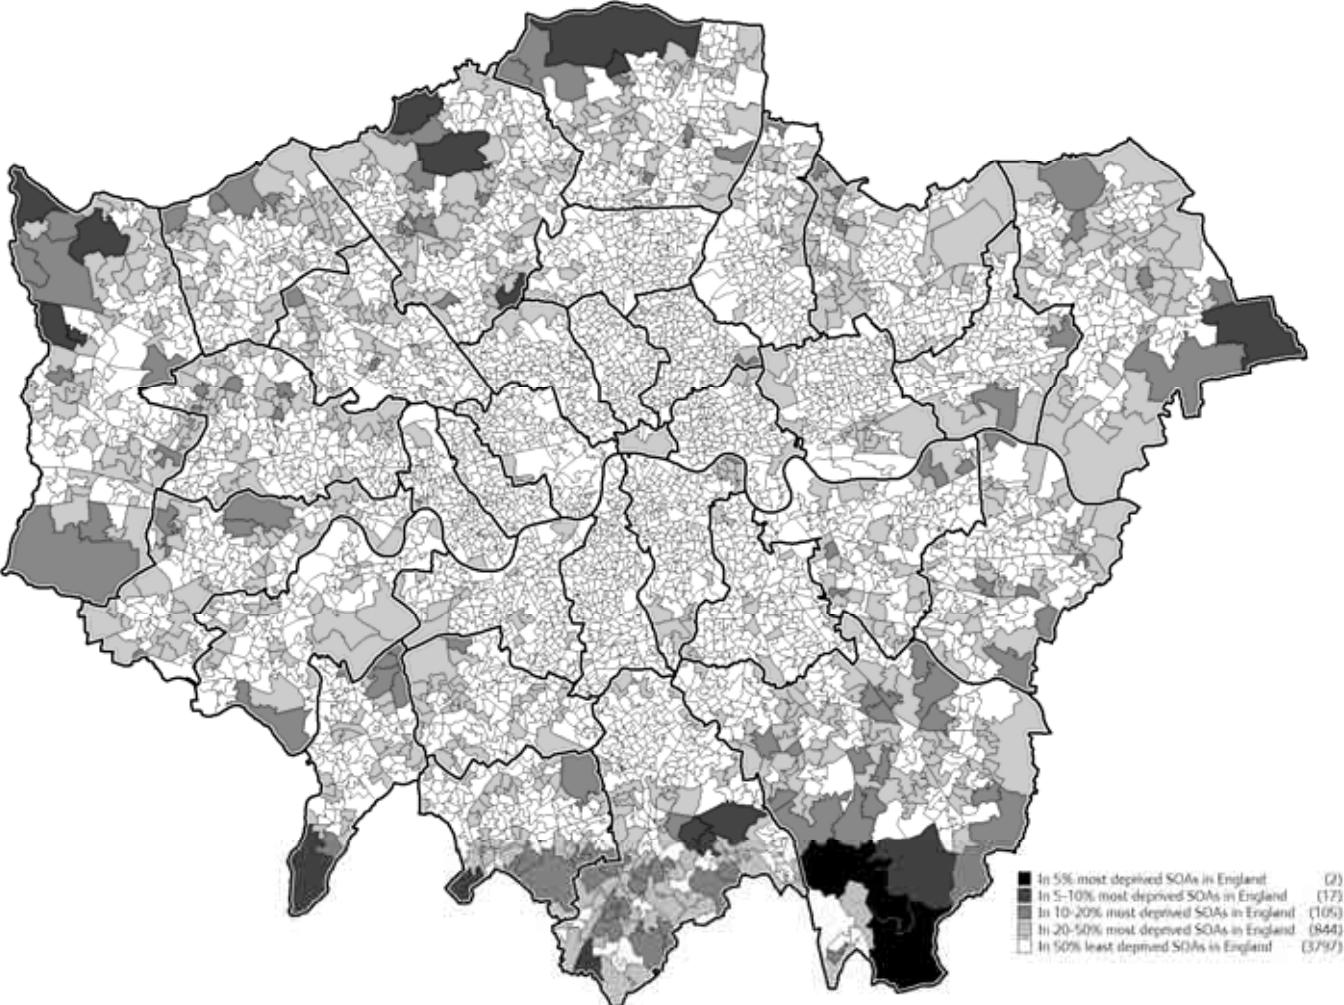 In 5% most deprived SOAs in England (2)
In 5-10% most deprived SOAs in England (17)
In 10-20% most deprived SOAs in England (105)
In 20-50% most deprived SOAs in England (844)
In 50% least deprived SOAs in England (3797)